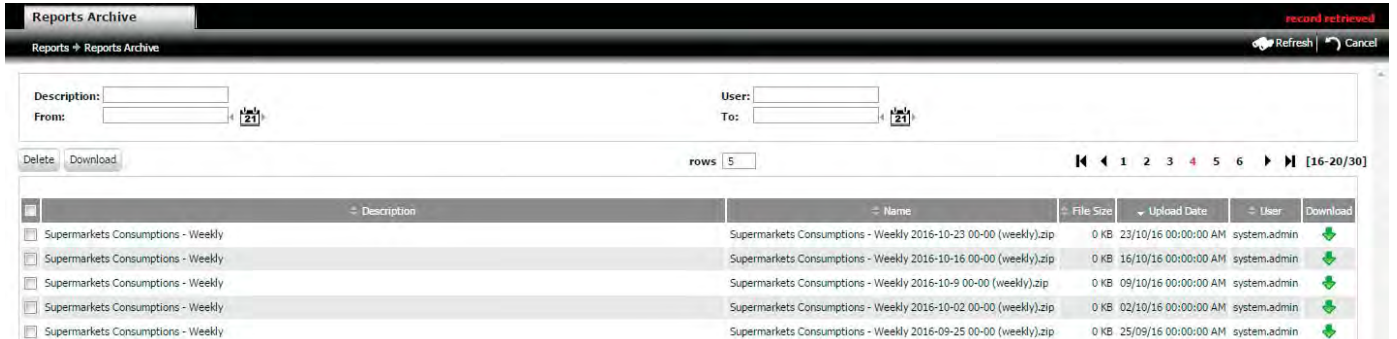 Reports Archive
record retrieved
Reports Reports Archive
Refresh Cancel
Description: User:
From: 21 To: 21
Delete Download rows 5 1 2 3 4 5 6 [16-20/30]
Description Name File Size Upload Date User Download
Supermarkets Consumptions - Weekly Supermarkets Consumptions - Weekly 2016-10-23 00-00 (weekly).zip 0 KB 23/10/16 00:00:00 AM system.admin
Supermarkets Consumptions - Weekly Supermarkets Consumptions - Weekly 2016-10-16 00-00 (weekly).zip 0 KB 16/10/16 00:00:00 AM system.admin
Supermarkets Consumptions - Weekly Supermarkets Consumptions - Weekly 2016-10-9 00-00 (weekly).zip 0 KB 09/10/16 00:00:00 AM system.admin
Supermarkets Consumptions - Weekly Supermarkets Consumptions - Weekly 2016-10-02 00-00 (weekly).zip 0 KB 02/10/16 00:00:00 AM system.admin
Supermarkets Consumptions - Weekly Supermarkets Consumptions - Weekly 2016-09-25 00-00 (weekly).zip 0 KB 25/09/16 00:00:00 AM system.admin